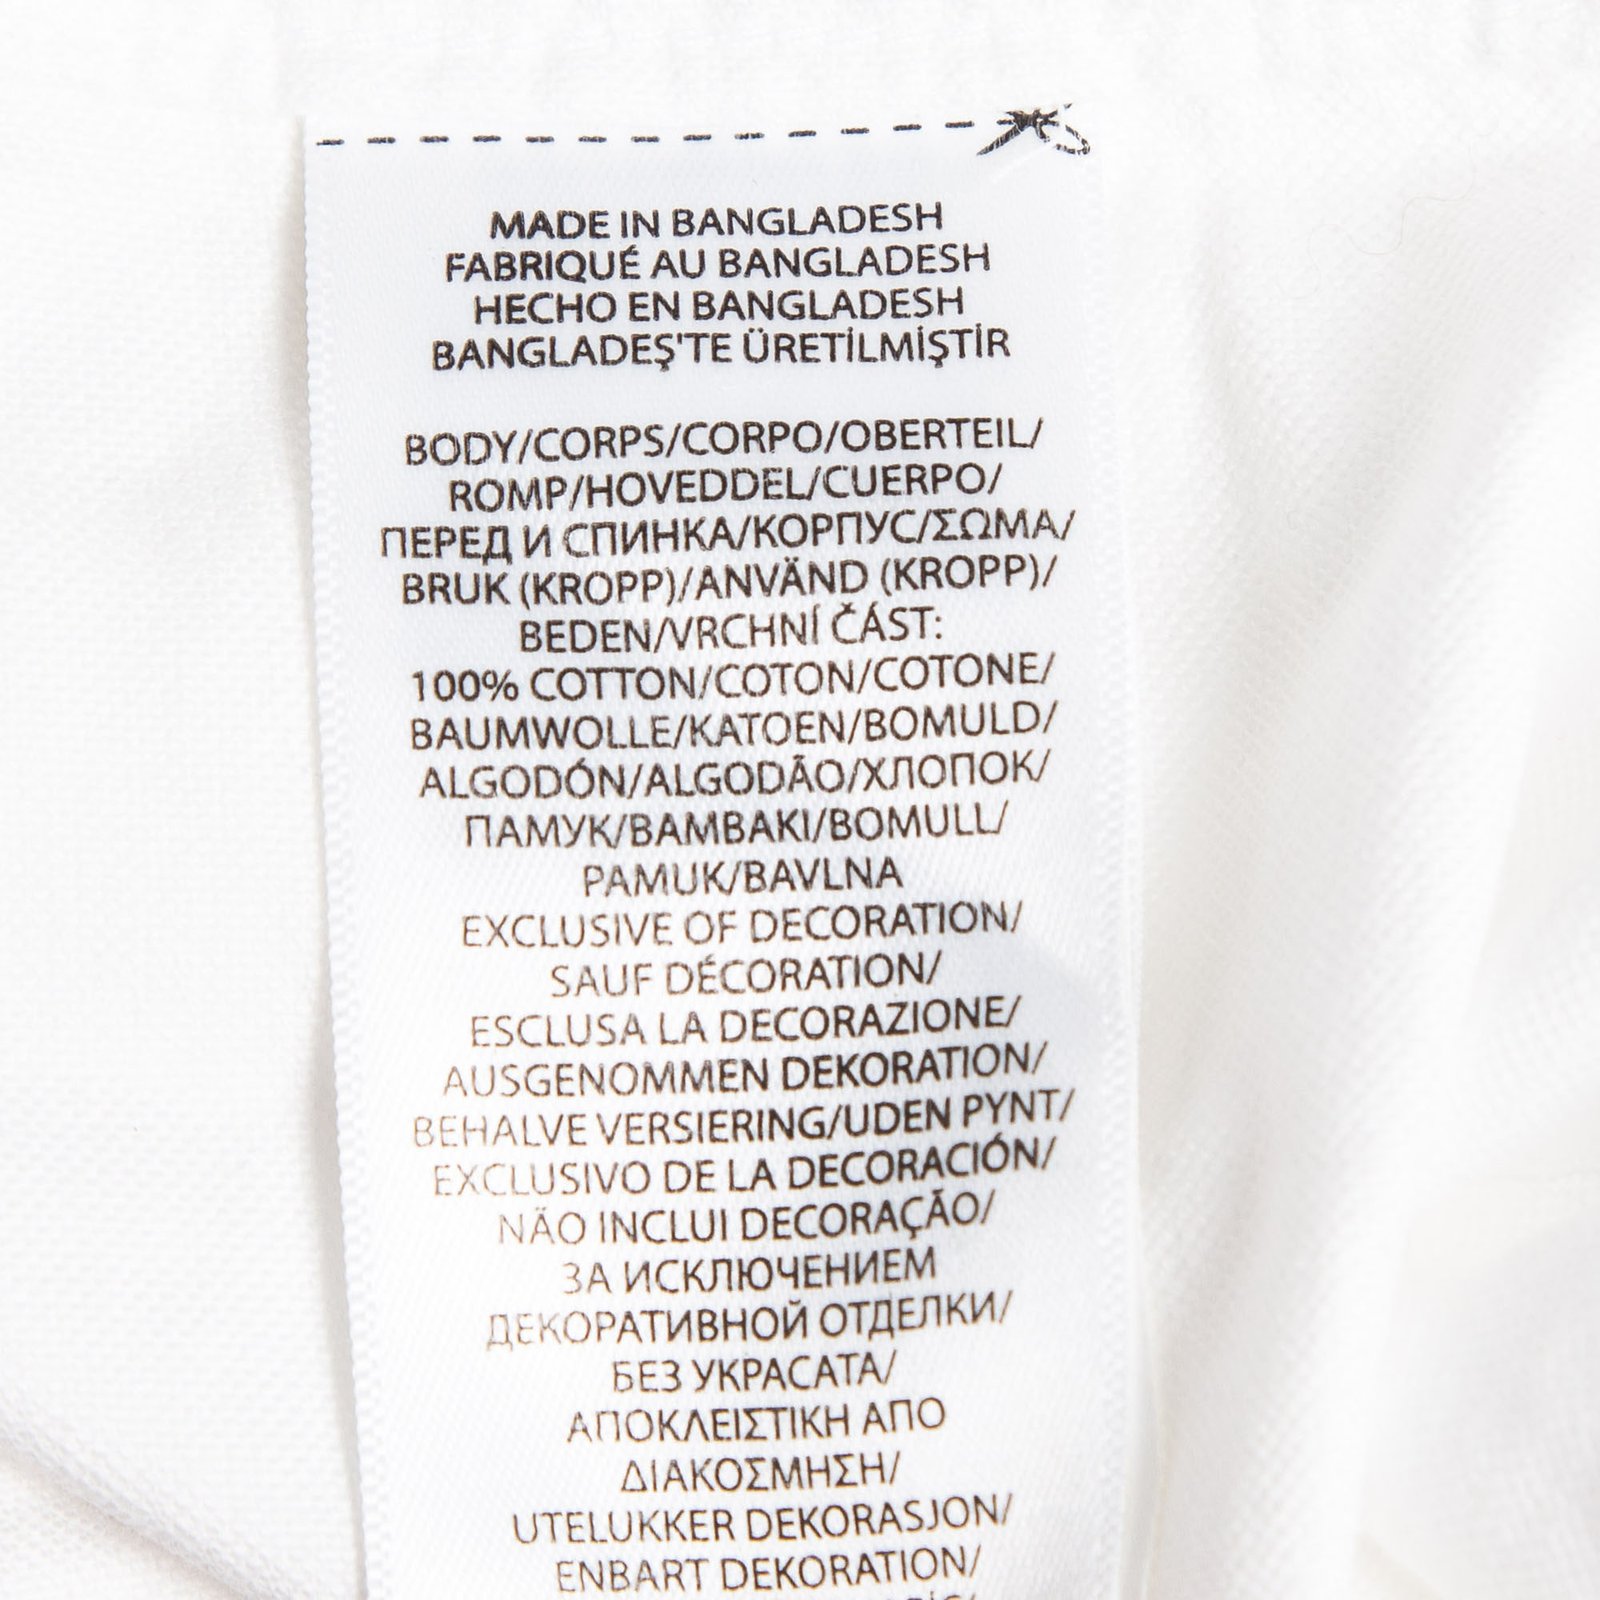 MADE IN BANGLADESH
FABRIQUÉ AU BANGLADESH
HECHO EN BANGLADESH
BANGLADEŞ'TE ÜRETİLMİŞTİR
BODY/CORPS/CORPO/OBERTEIL/
ROMP/HOVEDDEL/CUERPO/
ПЕРЕД И СПИНКА/КОРПУС/ΣΩΜΑ/
BRUK (KROPP)/ANVÄND (KROPP)/
BEDEN/VRCHNÍ ČÁST:
100% COTTON/COTON/COTONE/
BAUMWOLLE/KATOEN/BOMULD/
ALGODÓN/ALGODÃO/ХЛОПОК/
ПАМУК/ΒΑΜΒΑΚΙ/BOMULL/
PAMUK/BAVLNA
EXCLUSIVE OF DECORATION/
SAUF DÉCORATION/
ESCLUSA LA DECORAZIONE/
AUSGENOMMEN DEKORATION/
BEHALVE VERSIERING/UDEN PYNT/
EXCLUSIVO DE LA DECORACIÓN/
NÃO INCLUI DECORAÇÃO/
ЗА ИСКЛЮЧЕНИЕМ
ДЕКОРАТИВНОЙ ОТДЕЛКИ/
БЕЗ УКРАСАТА/
ΑΠΟΚΛΕΙΣΤΙΚΗ ΑΠΟ
ΔΙΑΚΟΣΜΗΣΗ/
UTELUKKER DEKORASJON/
ENBART DEKORATION/